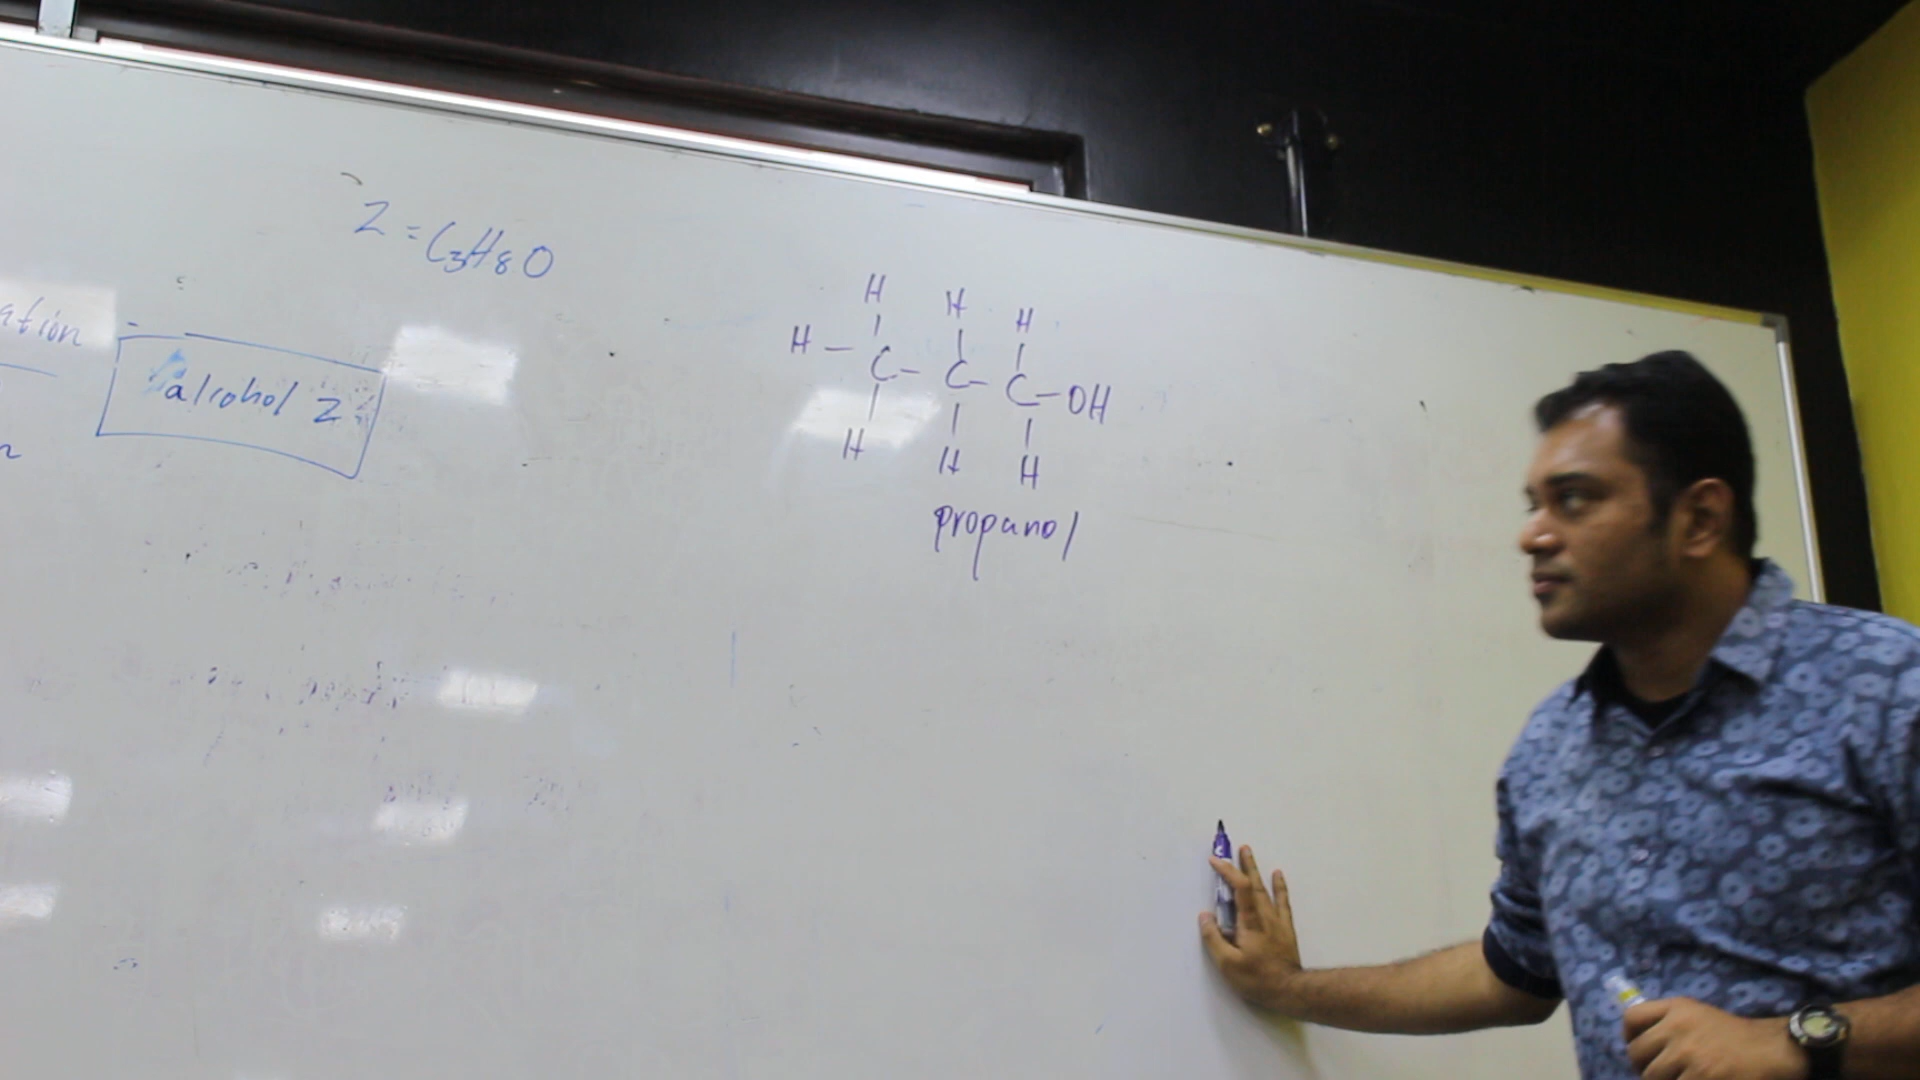 Z = C3H8O
ation
alcohol Z
H H H
H - C - C - C - OH
H H H
propanol